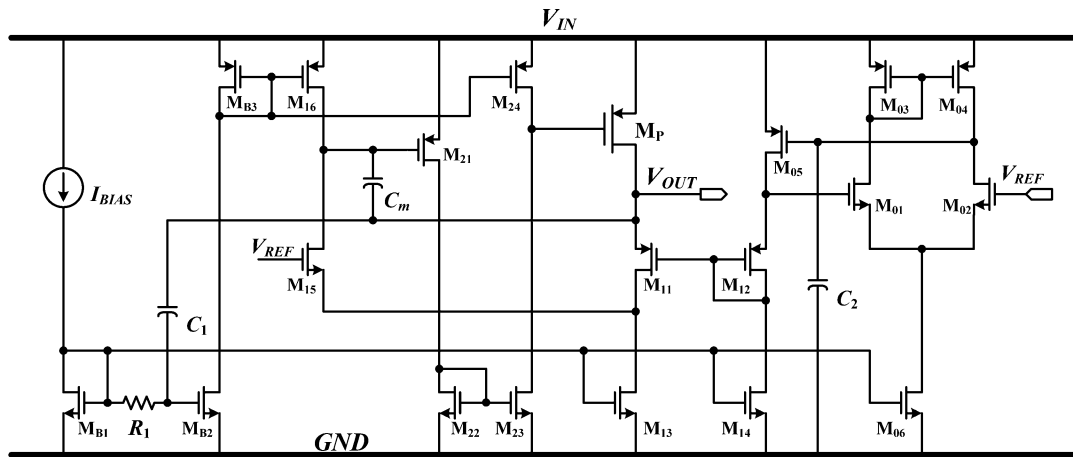 V_IN
M_B3
M_16
M_24
M_P
M_03
M_04
M_21
M_05
I_BIAS
C_m
V_OUT
M_01
M_02
V_REF
V_REF
M_15
M_11
M_12
C_1
C_2
M_B1
R_1
M_B2
M_22
M_23
M_13
M_14
M_06
GND